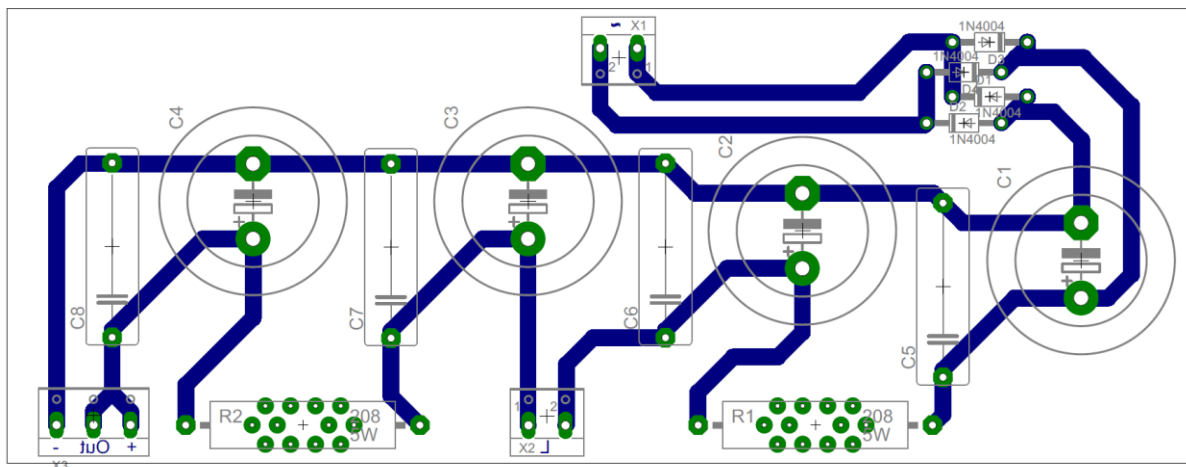 ~
X1
2
1
1N4004
1N4004
D3
D1
D4
1N4004
D2
1N4004
C4
C3
C2
C1
+
+
+
+
C8
C7
C6
C5
R2
208
5W
1
2
X2
L
R1
208
5W
- Out +
X3